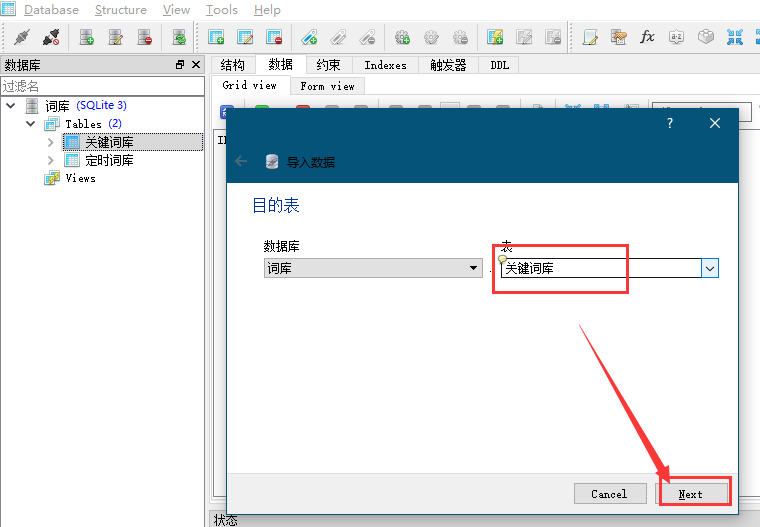 Database Structure View Tools Help
数据库
过滤名
词库 (SQLite 3)
Tables (2)
关键词库
定时词库
Views
结构 数据 约束 Indexes 触发器 DDL
Grid view Form view
? 
导入数据
目的表
数据库 表
词库 关键词库
Cancel Next
状态